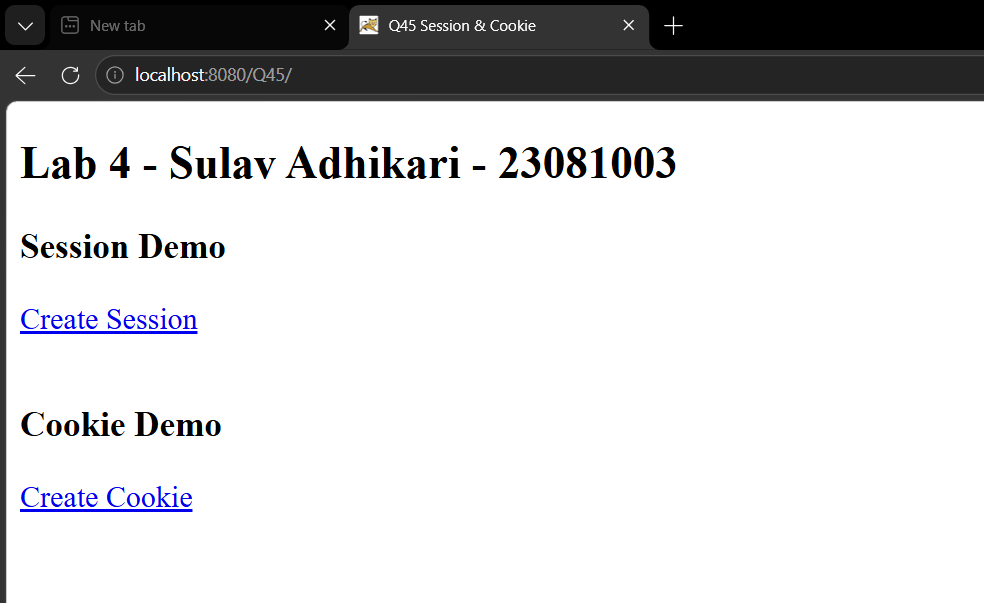 New tab
Q45 Session & Cookie
localhost:8080/Q45/
Lab 4 - Sulav Adhikari - 23081003
Session Demo
Create Session
Cookie Demo
Create Cookie